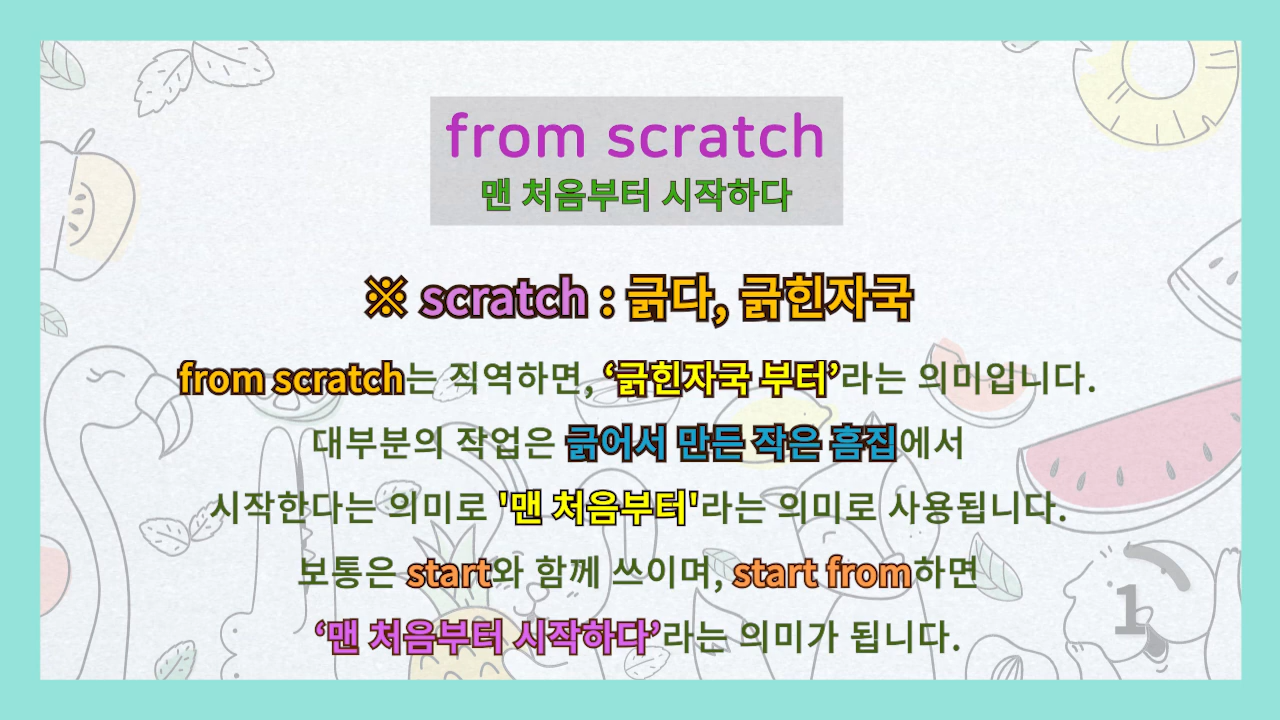 from scratch
맨 처음부터 시작하다
※ scratch : 긁다, 긁힌자국
from scratch는 직역하면, ‘긁힌자국 부터’라는 의미입니다.
대부분의 작업은 긁어서 만든 작은 흠집에서
시작한다는 의미로 '맨 처음부터'라는 의미로 사용됩니다.
보통은 start와 함께 쓰이며, start from하면
‘맨 처음부터 시작하다’라는 의미가 됩니다.
1